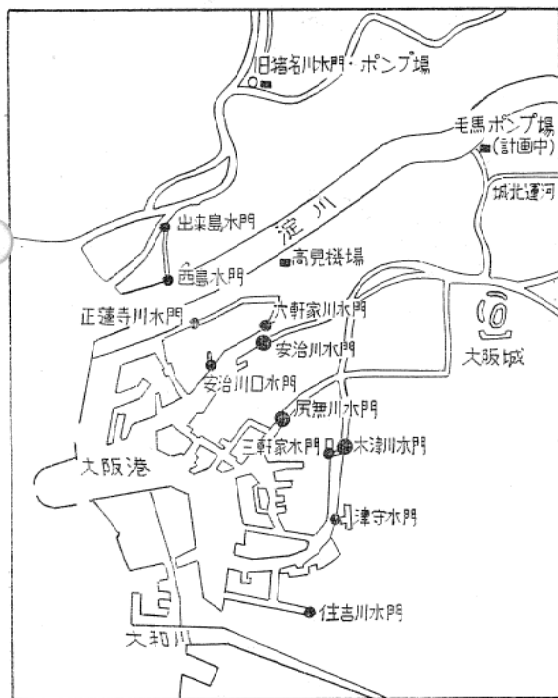 旧猪名川水門・ポンプ場
毛馬ポンプ場
(計画中)
城北運河
淀川
出来島水門
高見機場
西島水門
正蓮寺川水門
六軒家川水門
安治川水門
大阪城
安治川口水門
尻無川水門
三軒家水門
木津川水門
大阪港
津守水門
住吉川水門
大和川